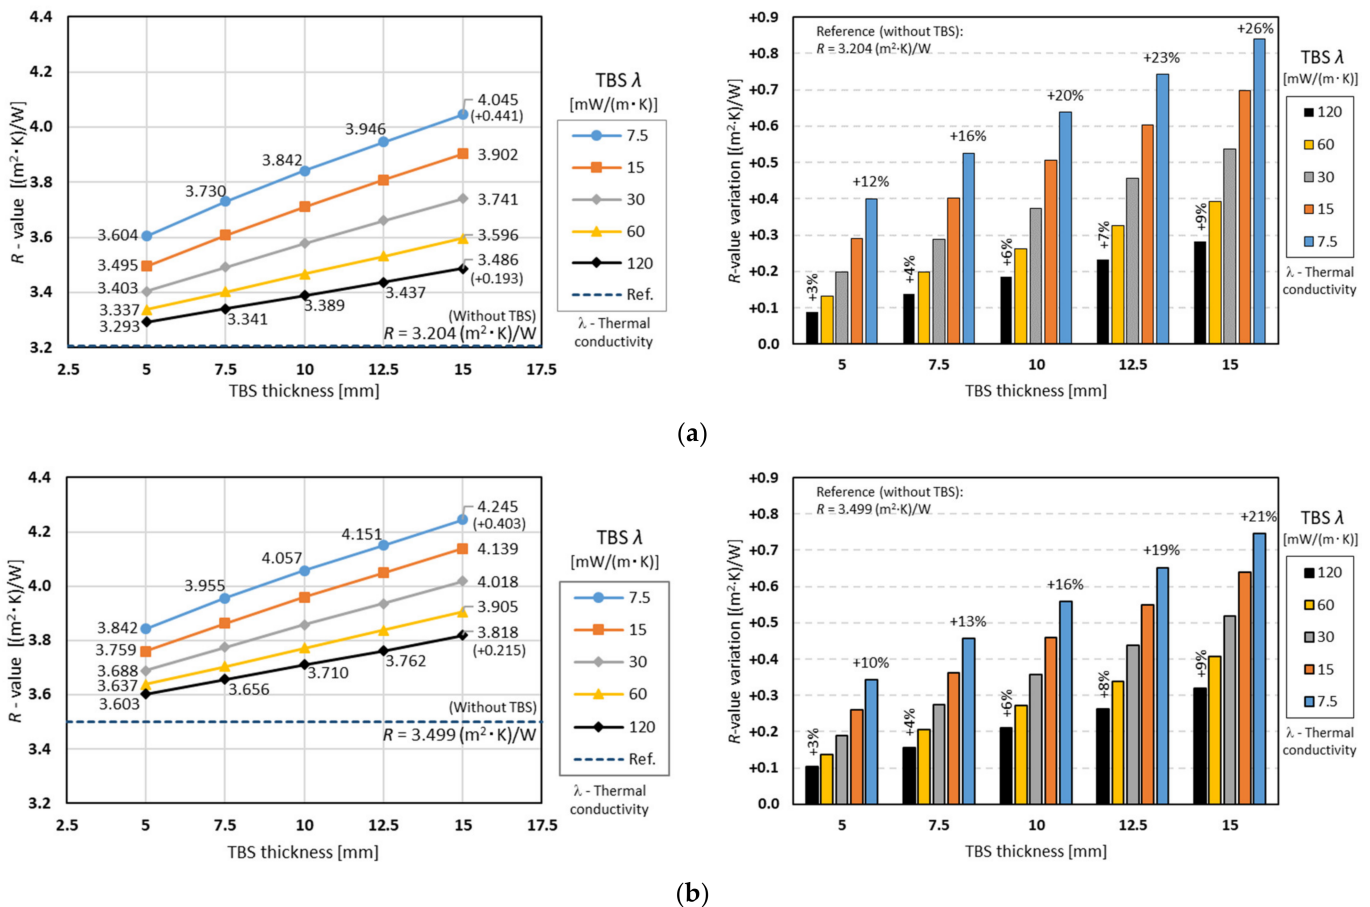 4.4
4.2
4.0
3.8
3.6
3.4
3.2
R - value [(m²·K)/W]
4.045
(+0.441)
3.946
3.902
3.842
3.730
3.741
3.604
3.596
3.495
3.486
(+0.193)
3.403
3.437
3.337
3.389
3.341
3.293
(Without TBS)
R = 3.204 (m²·K)/W
2.5 5 7.5 10 12.5 15 17.5
TBS thickness [mm]
TBS λ
[mW/(m·K)]
7.5
15
30
60
120
Ref.
λ - Thermal
conductivity
+0.9
+0.8
+0.7
+0.6
+0.5
+0.4
+0.3
+0.2
+0.1
0.0
R-value variation [(m²·K)/W]
Reference (without TBS):
R = 3.204 (m²·K)/W
+3%
+12%
+4%
+16%
+6%
+20%
+7%
+23%
+9%
+26%
5 7.5 10 12.5 15
TBS thickness [mm]
TBS λ
[mW/(m·K)]
120
60
30
15
7.5
λ - Thermal
conductivity
(a)
4.4
4.2
4.0
3.8
3.6
3.4
3.2
R - value [(m²·K)/W]
4.245
(+0.403)
4.151
4.139
4.057
3.955
4.018
3.842
3.905
3.759
3.818
(+0.215)
3.688
3.762
3.637
3.710
3.656
3.603
(Without TBS)
R = 3.499 (m²·K)/W
2.5 5 7.5 10 12.5 15 17.5
TBS thickness [mm]
TBS λ
[mW/(m·K)]
7.5
15
30
60
120
Ref.
λ - Thermal
conductivity
+0.9
+0.8
+0.7
+0.6
+0.5
+0.4
+0.3
+0.2
+0.1
0.0
R-value variation [(m²·K)/W]
Reference (without TBS):
R = 3.499 (m²·K)/W
+3%
+10%
+4%
+13%
+6%
+16%
+8%
+19%
+9%
+21%
5 7.5 10 12.5 15
TBS thickness [mm]
TBS λ
[mW/(m·K)]
120
60
30
15
7.5
λ - Thermal
conductivity
(b)